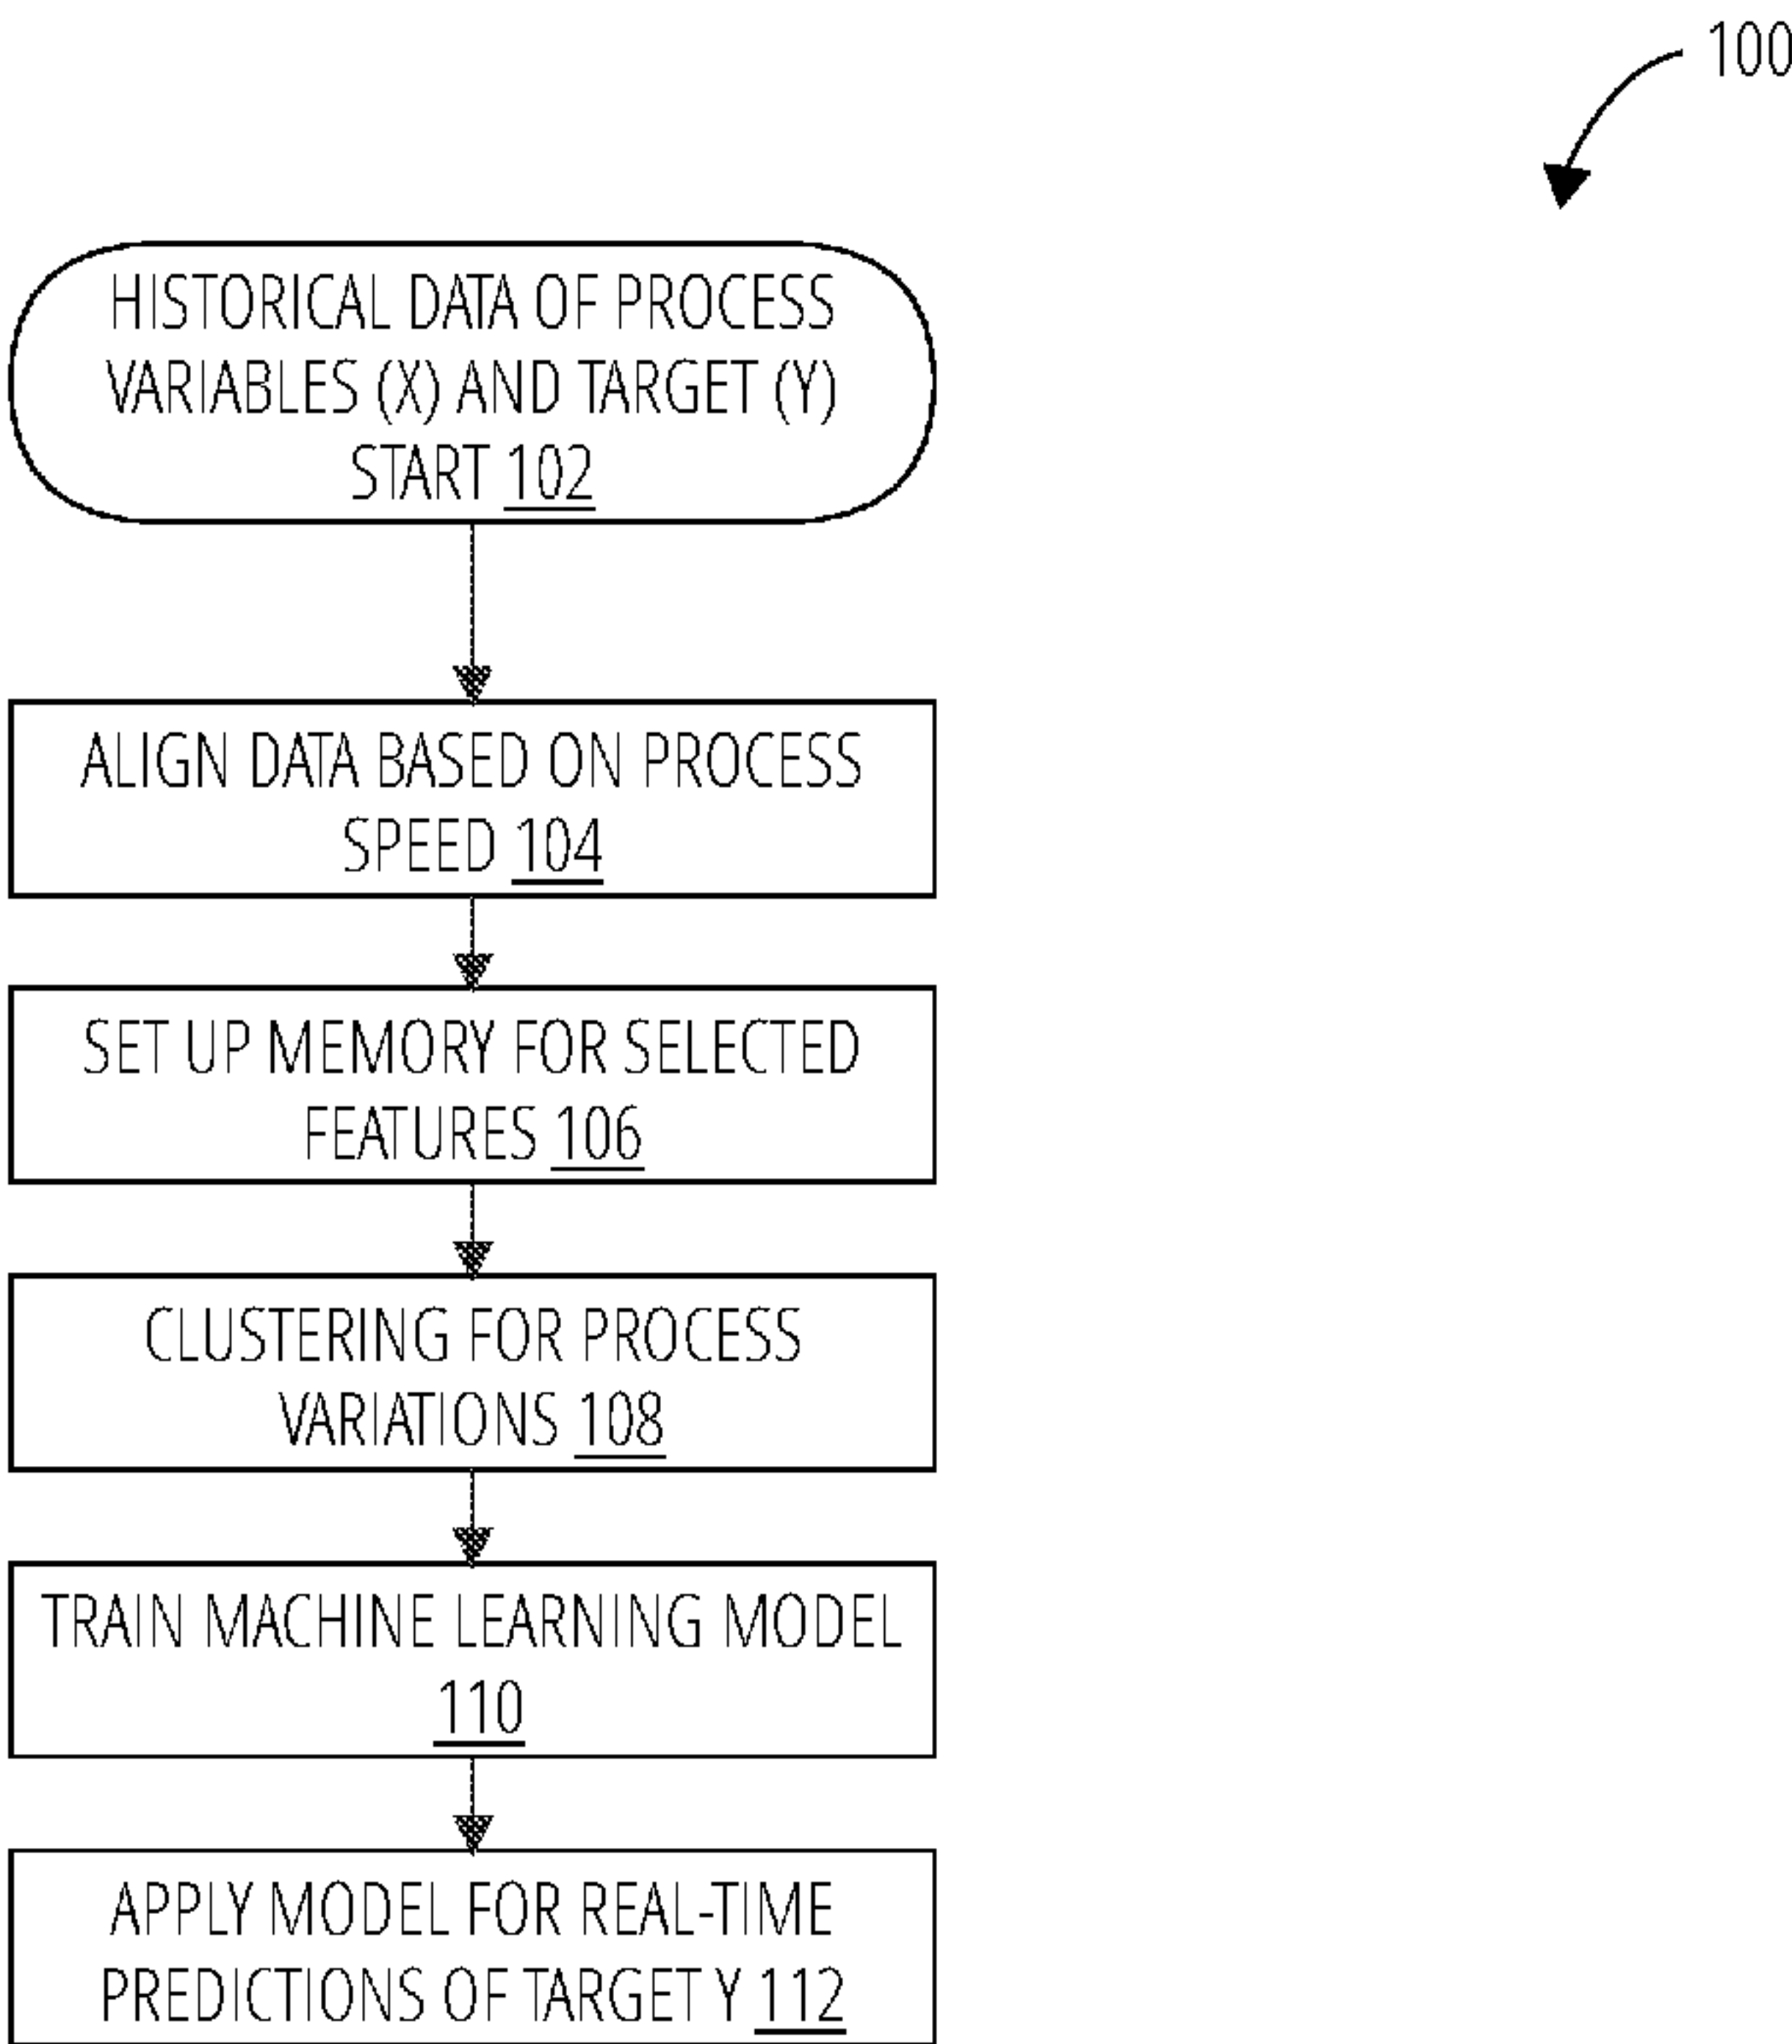 100
HISTORICAL DATA OF PROCESS
VARIABLES (X) AND TARGET (Y)
START 102
ALIGN DATA BASED ON PROCESS
SPEED 104
SET UP MEMORY FOR SELECTED
FEATURES 106
CLUSTERING FOR PROCESS
VARIATIONS 108
TRAIN MACHINE LEARNING MODEL
110
APPLY MODEL FOR REAL-TIME
PREDICTIONS OF TARGET Y 112